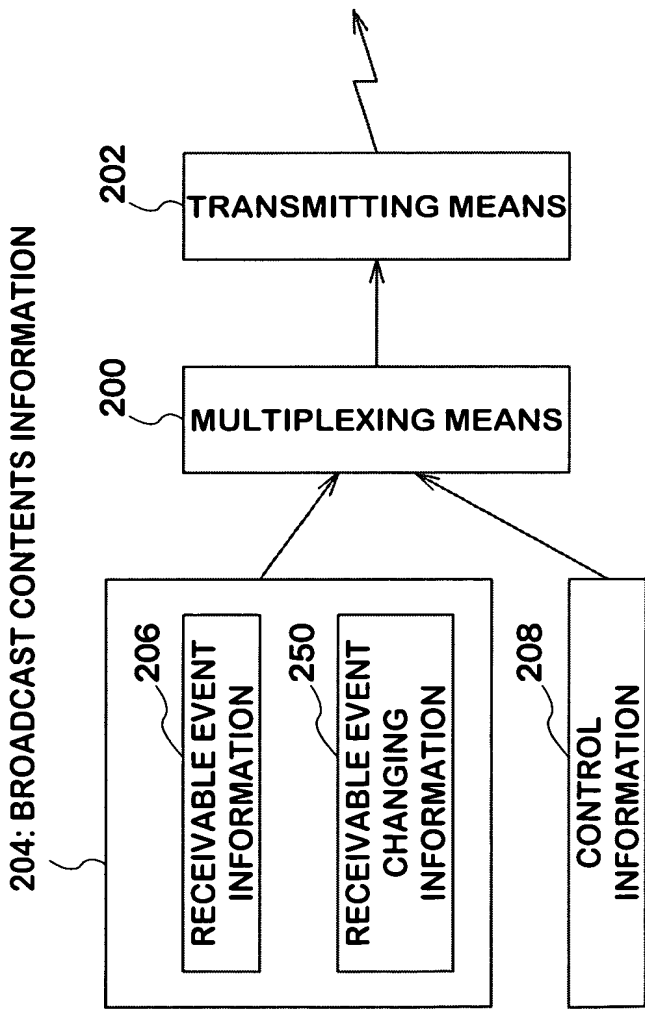 204: BROADCAST CONTENTS INFORMATION
206
RECEIVABLE EVENT
INFORMATION
250
RECEIVABLE EVENT
CHANGING
INFORMATION
208
CONTROL
INFORMATION
200
MULTIPLEXING MEANS
202
TRANSMITTING MEANS